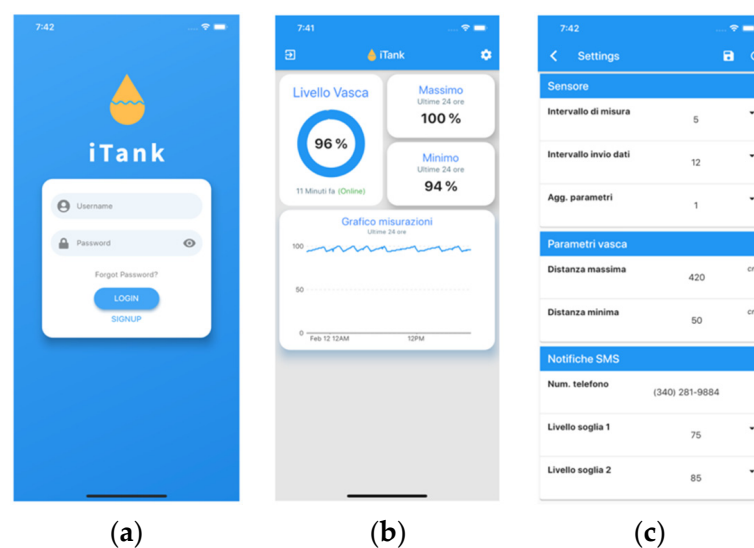 7:42
iTank
Username
Password
Forgot Password?
LOGIN
SIGNUP
(a)
7:41
iTank
Livello Vasca
96 %
11 Minuti fa (Online)
Massimo
Ultime 24 ore
100 %
Minimo
Ultime 24 ore
94 %
Grafico misurazioni
Ultime 24 ore
100
50
0
Feb 12 12AM 12PM
(b)
7:42
Settings
Sensore
Intervallo di misura 5
Intervallo invio dati 12
Agg. parametri 1
Parametri vasca
Distanza massima 420
Distanza minima 50
Notifiche SMS
Num. telefono (340) 281-9884
Livello soglia 1 75
Livello soglia 2 85
(c)